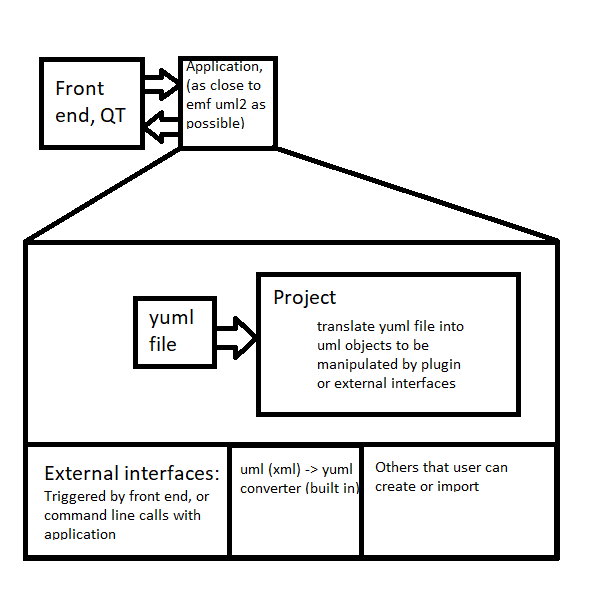 Front
end, QT
Application,
(as close to
emf uml2 as
possible)
yuml
file
Project
translate yuml file into
uml objects to be
manipulated by plugin
or external interfaces
External interfaces:
Triggered by front end, or
command line calls with
application
uml (xml) -> yuml
converter (built in)
Others that user can
create or import